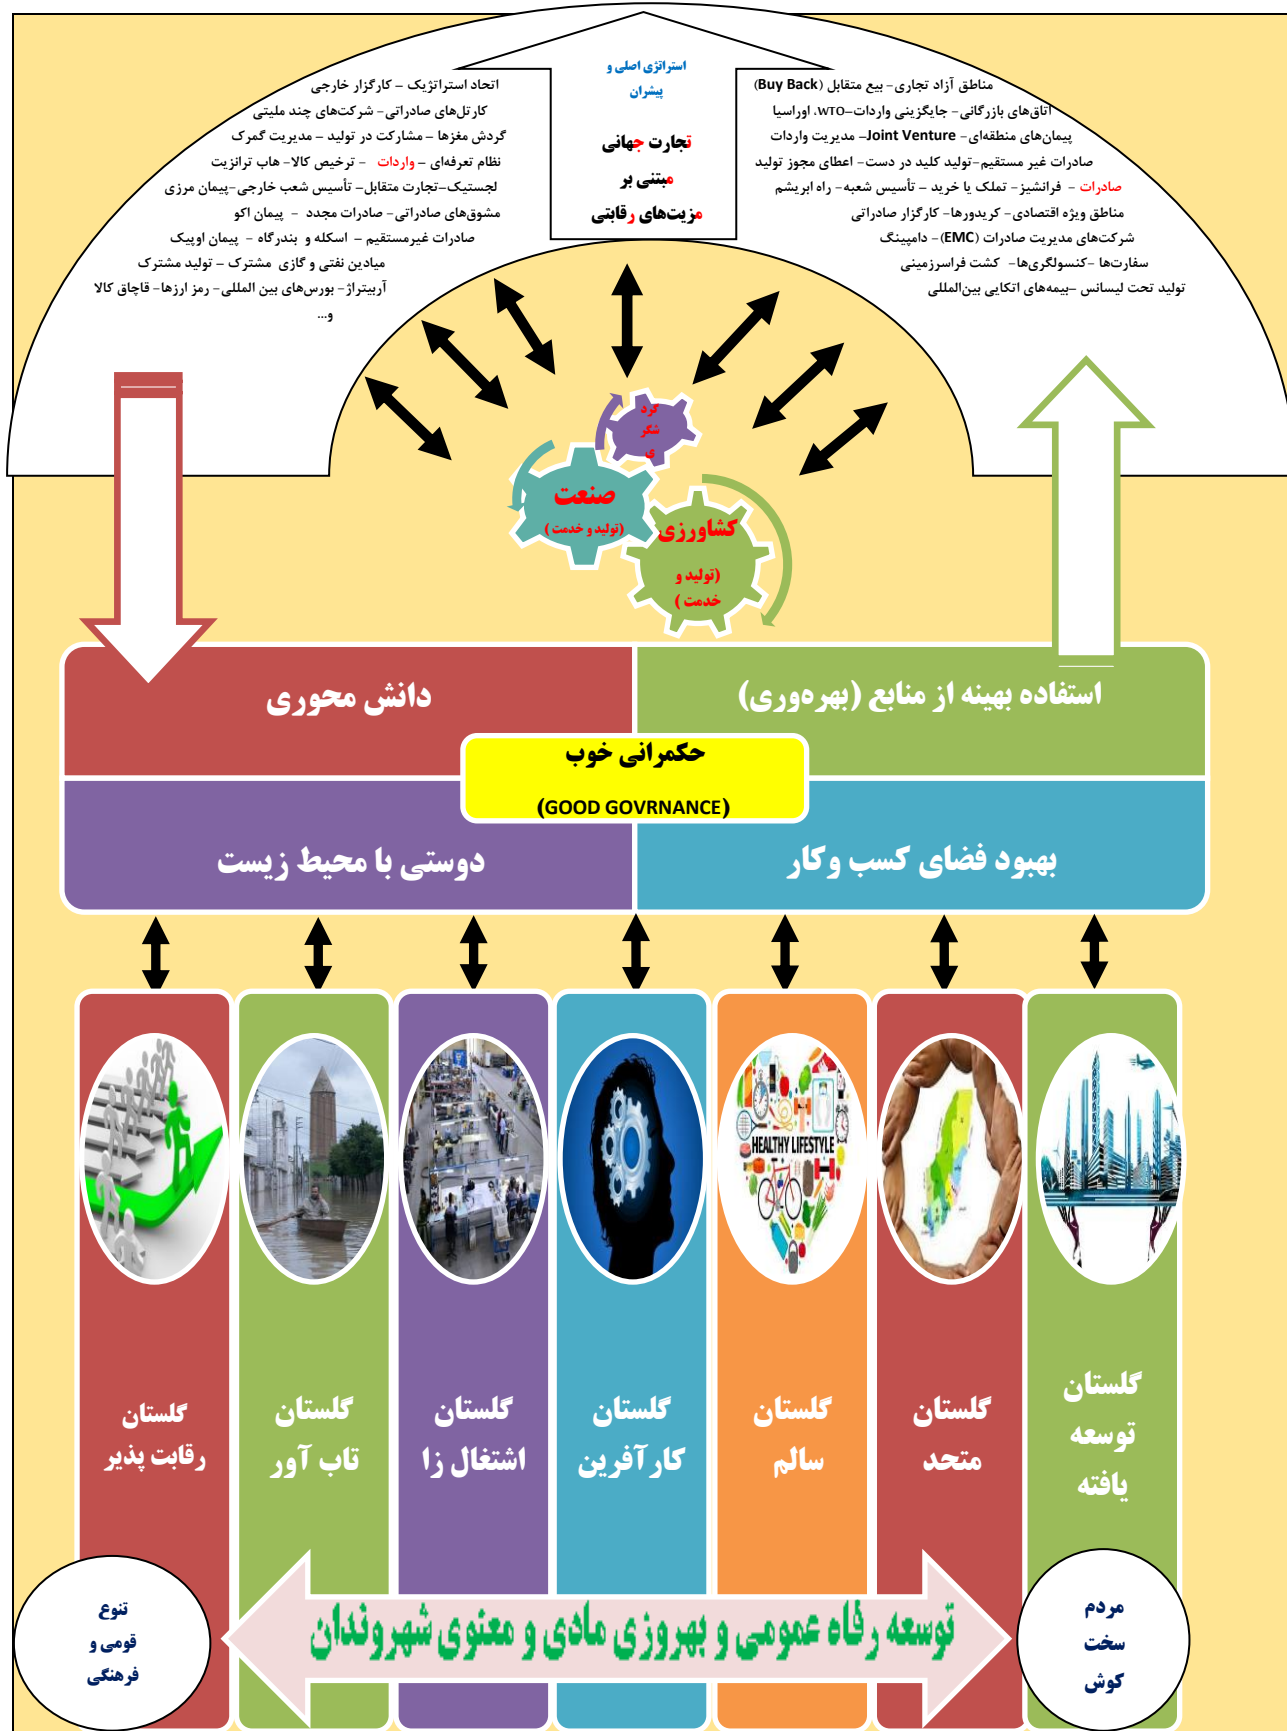 استراتژی اصلی و
پیشران
تجارت جهانی
مبتنی بر
مزیت‌های رقابتی
مناطق آزاد تجاری- بیع متقابل (Buy Back)
اتاق‌های بازرگانی- جایگزینی واردات–WTO، اوراسیا
پیمان‌های منطقه‌ای- Joint Venture– مدیریت واردات
صادرات غیر مستقیم-تولید کلید در دست- اعطای مجوز تولید
صادرات - فرانشیز- تملک یا خرید – تأسیس شعبه- راه ابریشم
مناطق ویژه اقتصادی- کریدورها- کارگزار صادراتی
شرکت‌های مدیریت صادرات (EMC)- دامپینگ
سفارت‌ها -کنسولگری‌ها- کشت فراسرزمینی
تولید تحت لیسانس –بیمه‌های اتکایی بین‌المللی
اتحاد استراتژیک – کارگزار خارجی
کارتل‌های صادراتی- شرکت‌های چند ملیتی
گردش مغزها – مشارکت در تولید – مدیریت گمرک
نظام تعرفه‌ای – واردات - ترخیص کالا- هاب ترانزیت
لجستیک-تجارت متقابل- تأسیس شعب خارجی-پیمان مرزی
مشوق‌های صادراتی- صادرات مجدد - پیمان اکو
صادرات غیرمستقیم – اسکله و بندرگاه - پیمان اوپیک
میادین نفتی و گازی مشترک – تولید مشترک
آربیتراژ- بورس‌های بین المللی- رمز ارزها- قاچاق کالا
و...
گرد
شگر
ی
صنعت
(تولید و خدمت )
کشاورزی
(تولید و
خدمت )
استفاده بهینه از منابع (بهره‌وری)
دانش محوری
حکمرانی خوب
(GOOD GOVRNANCE)
بهبود فضای کسب وکار
دوستی با محیط زیست
HEALTHY LIFESTYLE
گلستان
توسعه
یافته
گلستان
متحد
گلستان
سالم
گلستان
کارآفرین
گلستان
اشتغال زا
گلستان
تاب آور
گلستان
رقابت پذیر
مردم
سخت
کوش
توسعه رفاه عمومی و بهروزی مادی و معنوی شهروندان
تنوع
قومی و
فرهنگی